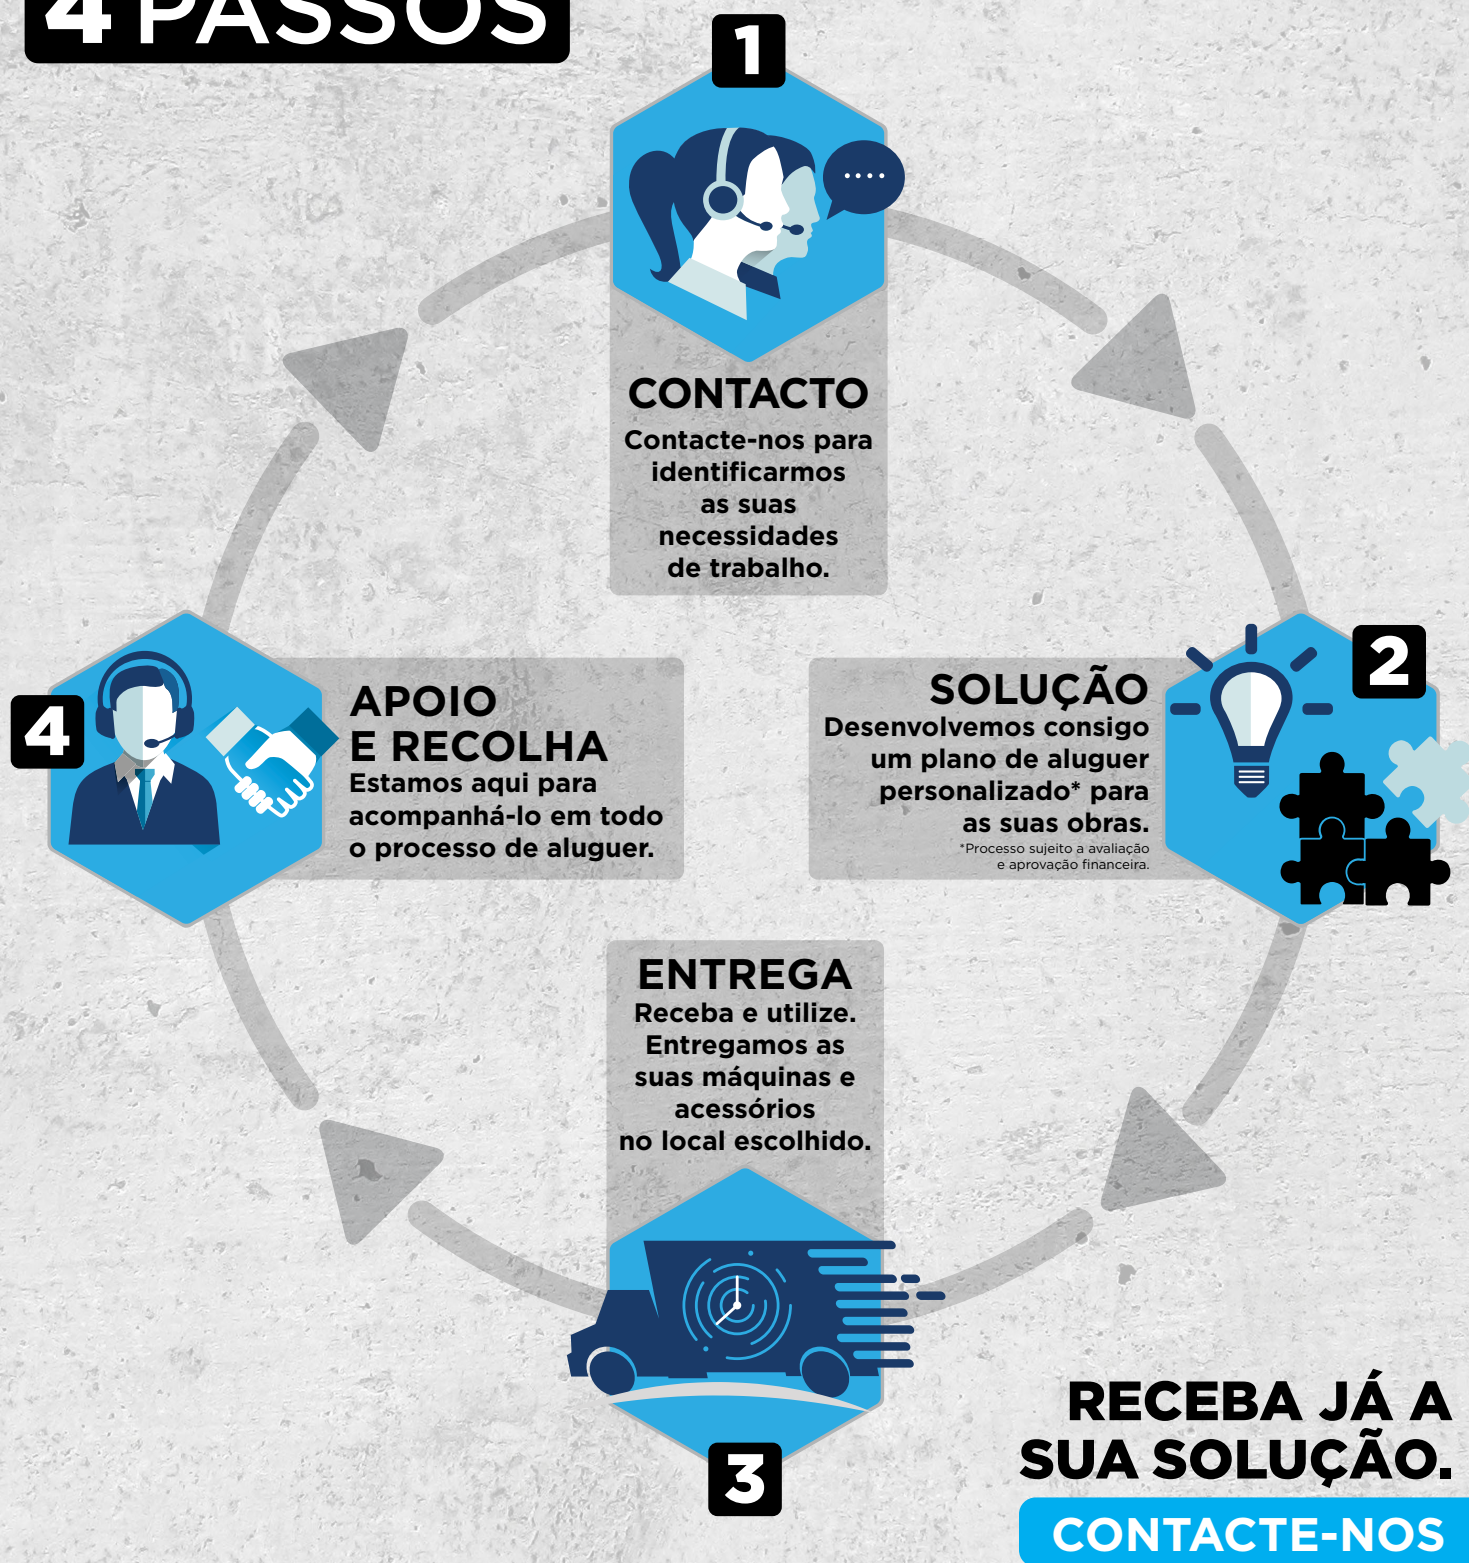 4 PASSOS
1
CONTACTO
Contacte-nos para
identificarmos
as suas
necessidades
de trabalho.
2
SOLUÇÃO
Desenvolvemos consigo
um plano de aluguer
personalizado* para
as suas obras.
*Processo sujeito a avaliação
e aprovação financeira.
ENTREGA
Receba e utilize.
Entregamos as
suas máquinas e
acessórios
no local escolhido.
3
4
APOIO
E RECOLHA
Estamos aqui para
acompanhá-lo em todo
o processo de aluguer.
RECEBA JÁ A
SUA SOLUÇÃO.
CONTACTE-NOS